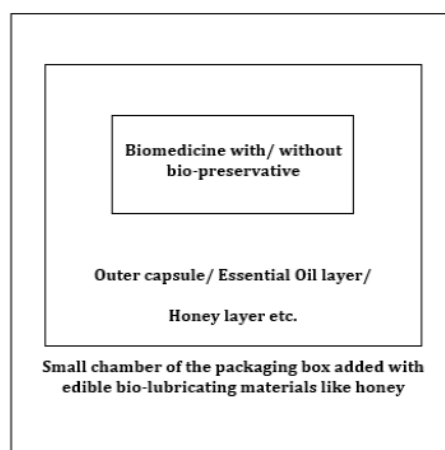 Biomedicine with/ without
bio-preservative
Outer capsule/ Essential Oil layer/
Honey layer etc.
Small chamber of the packaging box added with
edible bio-lubricating materials like honey